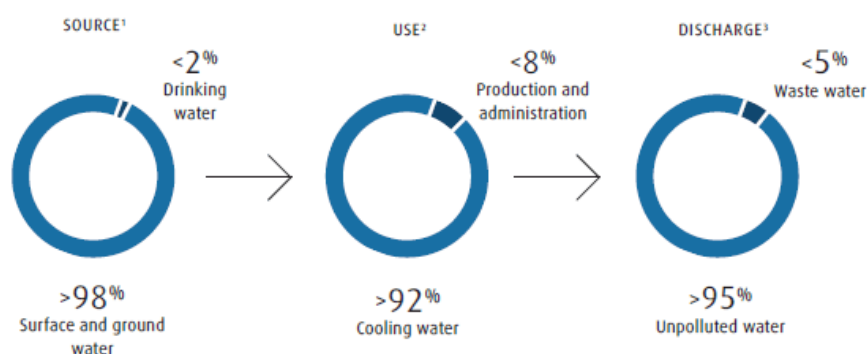 SOURCE¹
<2%
Drinking
water
>98%
Surface and ground
water
USE²
<8%
Production and
administration
>92%
Cooling water
DISCHARGE³
<5%
Waste water
>95%
Unpolluted water